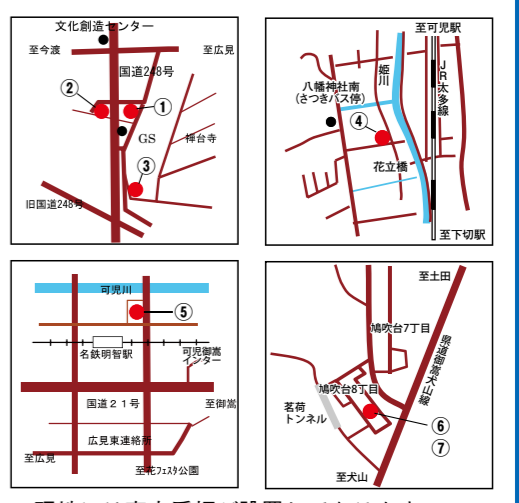 文化創造センター
至今渡
至広見
国道248号
②
①
GS
禅台寺
③
旧国道248号
至可児駅
八幡神社南
(さつきバス停)
姫川
JR太多線
④
花立橋
至下切駅
可児川
⑤
名鉄明智駅
可児御嵩
インター
国道21号
至御嵩
広見東連絡所
至広見
至花フェスタ公園
至土田
鳩吹台7丁目
県道御嵩犬山線
鳩吹台8丁目
茗荷
トンネル
⑥
⑦
至犬山